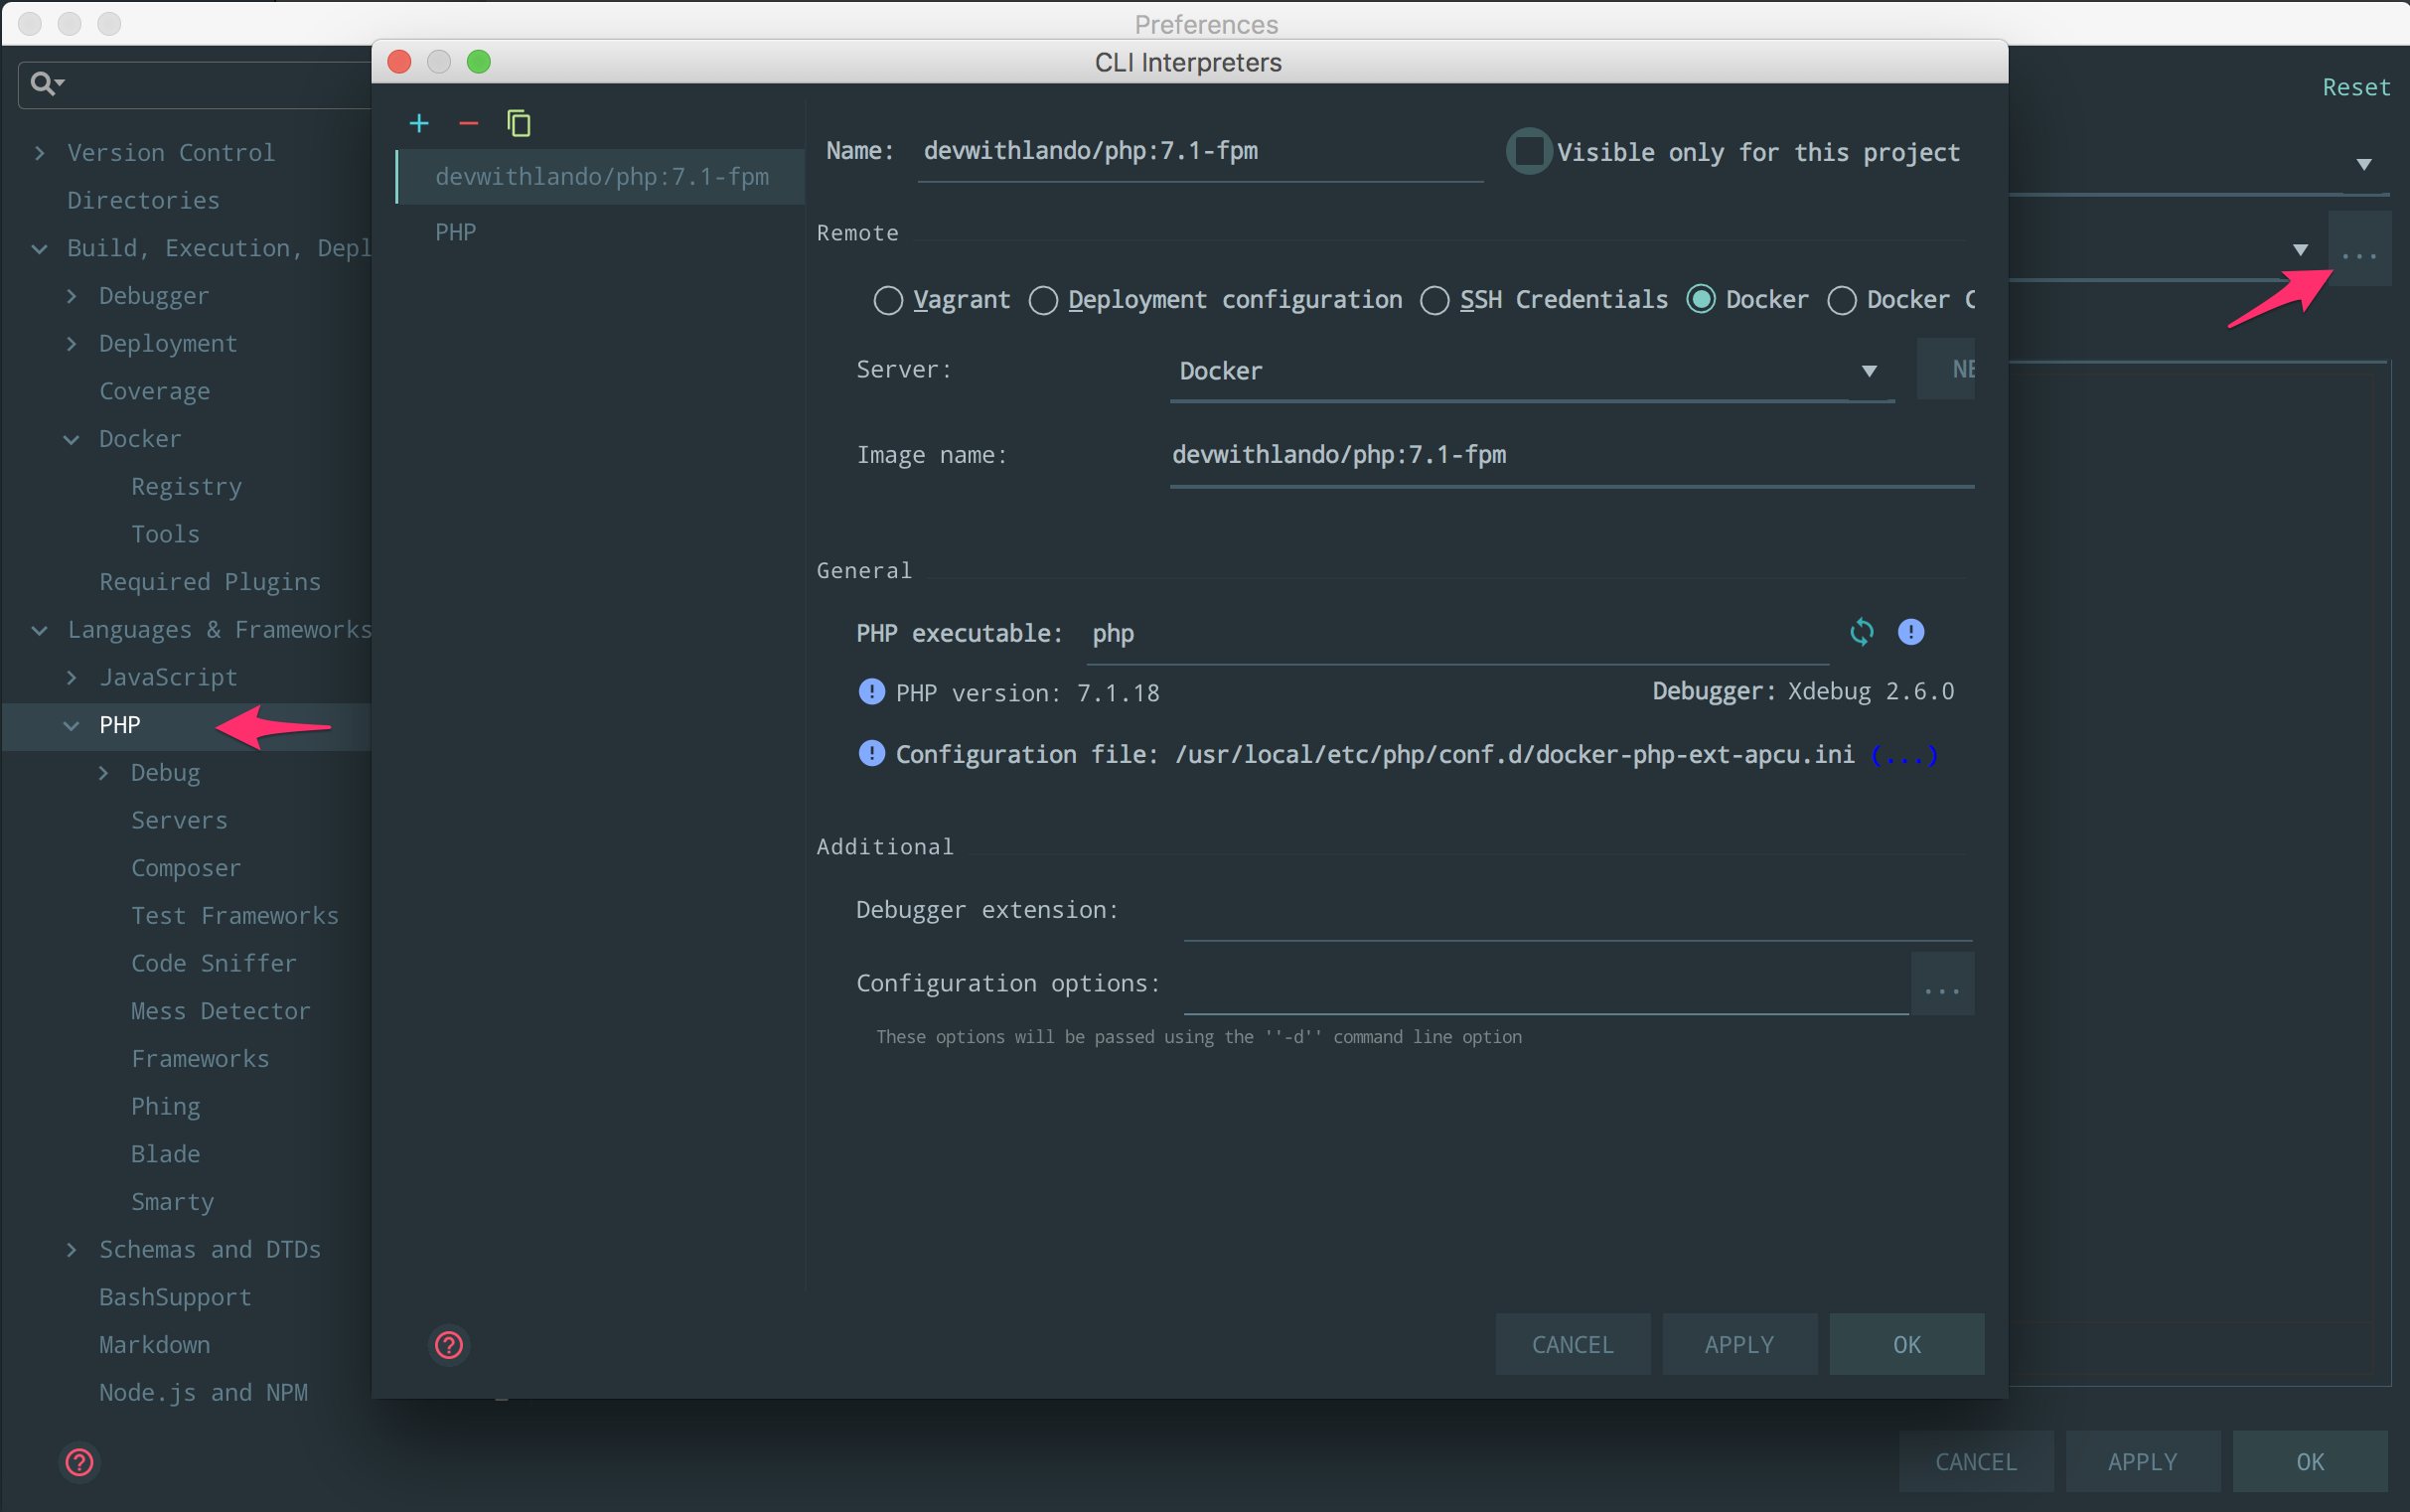 Preferences
CLI Interpreters
Reset
Version Control
Directories
Build, Execution, Depl
Debugger
Deployment
Coverage
Docker
Registry
Tools
Required Plugins
Languages & Frameworks
JavaScript
PHP
Debug
Servers
Composer
Test Frameworks
Code Sniffer
Mess Detector
Frameworks
Phing
Blade
Smarty
Schemas and DTDs
BashSupport
Markdown
Node.js and NPM
devwithlando/php:7.1-fpm
PHP
Name: devwithlando/php:7.1-fpm Visible only for this project
Remote
Vagrant Deployment configuration SSH Credentials Docker Docker C
Server: Docker NE
Image name: devwithlando/php:7.1-fpm
General
PHP executable: php
PHP version: 7.1.18 Debugger: Xdebug 2.6.0
Configuration file: /usr/local/etc/php/conf.d/docker-php-ext-apcu.ini (...)
Additional
Debugger extension:
Configuration options: ...
These options will be passed using the ''-d'' command line option
CANCEL APPLY OK
...
CANCEL APPLY OK